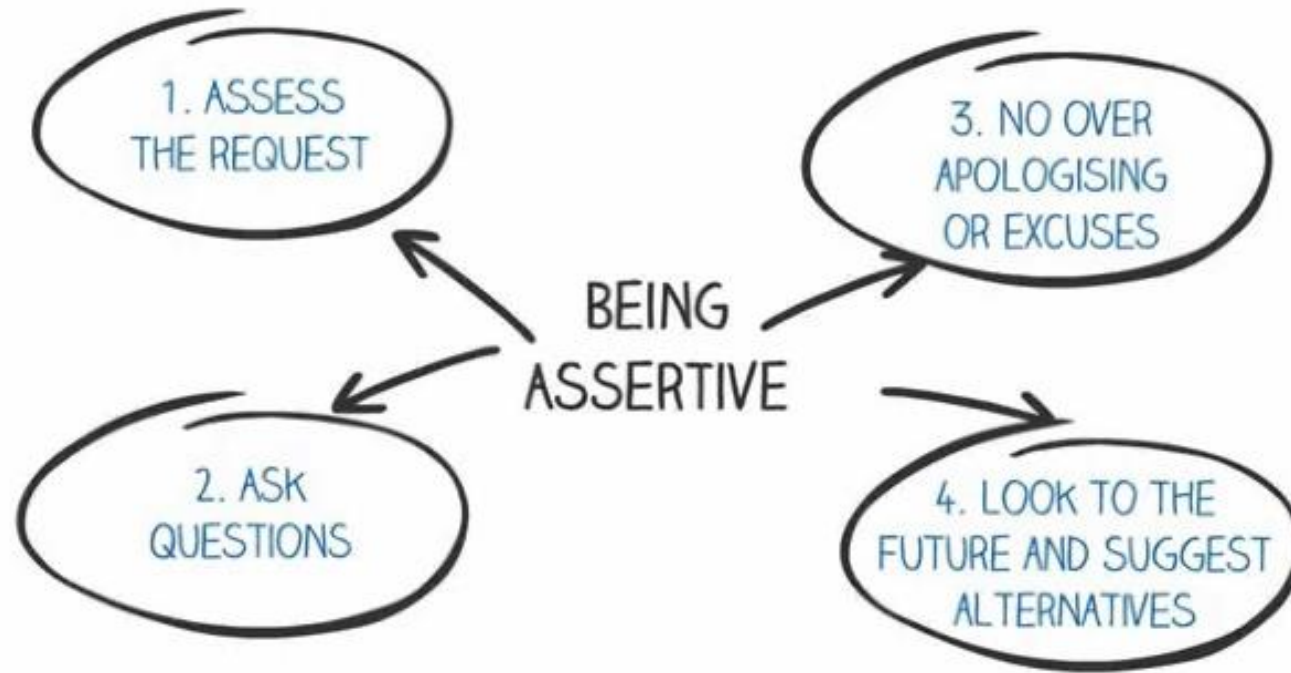 1. ASSESS
THE REQUEST
2. ASK
QUESTIONS
BEING
ASSERTIVE
3. NO OVER
APOLOGISING
OR EXCUSES
4. LOOK TO THE
FUTURE AND SUGGEST
ALTERNATIVES